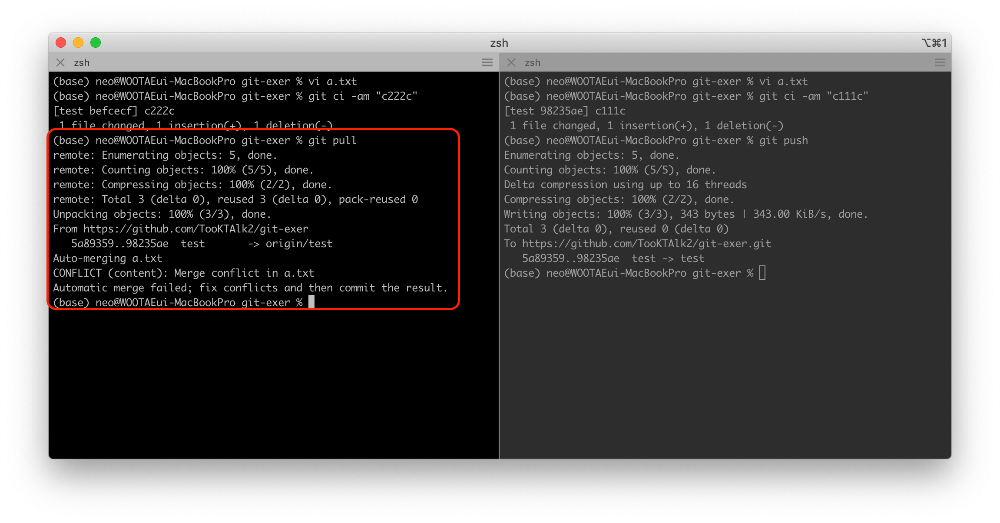 zsh
⌥⌘1
zsh
(base) neo@WOOTAEui-MacBookPro git-exer % vi a.txt
(base) neo@WOOTAEui-MacBookPro git-exer % git ci -am "c222c"
[test befcecf] c222c
 1 file changed, 1 insertion(+), 1 deletion(-)
(base) neo@WOOTAEui-MacBookPro git-exer % git pull
remote: Enumerating objects: 5, done.
remote: Counting objects: 100% (5/5), done.
remote: Compressing objects: 100% (2/2), done.
remote: Total 3 (delta 0), reused 3 (delta 0), pack-reused 0
Unpacking objects: 100% (3/3), done.
From https://github.com/TooKTAlk2/git-exer
   5a89359..98235ae  test       -> origin/test
Auto-merging a.txt
CONFLICT (content): Merge conflict in a.txt
Automatic merge failed; fix conflicts and then commit the result.
(base) neo@WOOTAEui-MacBookPro git-exer %
zsh
(base) neo@WOOTAEui-MacBookPro git-exer % vi a.txt
(base) neo@WOOTAEui-MacBookPro git-exer % git ci -am "c111c"
[test 98235ae] c111c
 1 file changed, 1 insertion(+), 1 deletion(-)
(base) neo@WOOTAEui-MacBookPro git-exer % git push
Enumerating objects: 5, done.
Counting objects: 100% (5/5), done.
Delta compression using up to 16 threads
Compressing objects: 100% (2/2), done.
Writing objects: 100% (3/3), 343 bytes | 343.00 KiB/s, done.
Total 3 (delta 0), reused 0 (delta 0)
To https://github.com/TooKTAlk2/git-exer.git
   5a89359..98235ae  test -> test
(base) neo@WOOTAEui-MacBookPro git-exer %